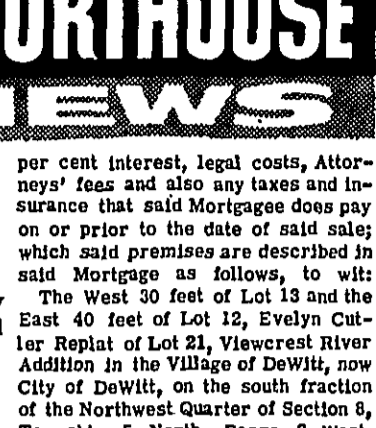 OURTHOUSE
NEWS
per cent interest, legal costs, Attor-
neys' fees and also any taxes and in-
surance that said Mortgagee does pay
on or prior to the date of said sale;
which said premises are described in
said Mortgage as follows, to wit:
The West 30 feet of Lot 13 and the
East 40 feet of Lot 12, Evelyn Cut-
ler Replat of Lot 21, Viewcrest River
Addition in the Village of DeWitt, now
City of DeWitt, on the south fraction
of the Northwest Quarter of Section 8,